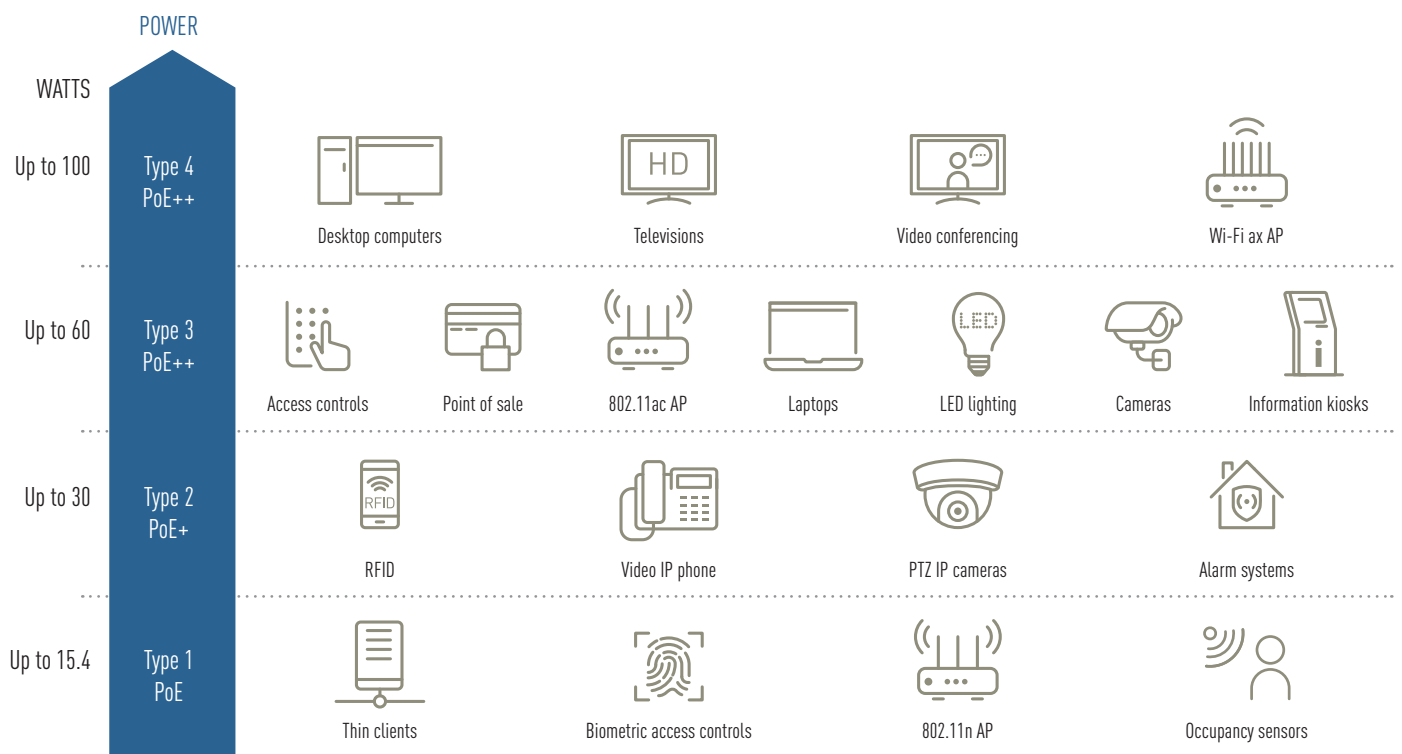 POWER
WATTS
Up to 100
Type 4
PoE++
HD
Desktop computers
Televisions
Video conferencing
Wi-Fi ax AP
Up to 60
Type 3
PoE++
LED
Access controls
Point of sale
802.11ac AP
Laptops
LED lighting
Cameras
Information kiosks
Up to 30
Type 2
PoE+
RFID
RFID
Video IP phone
PTZ IP cameras
Alarm systems
Up to 15.4
Type 1
PoE
Thin clients
Biometric access controls
802.11n AP
Occupancy sensors